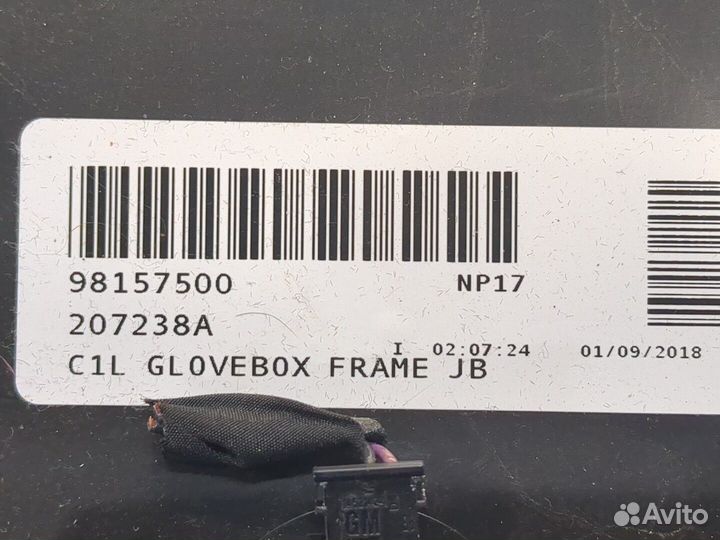 98157500 NP17
207238A
I 02:07:24 01/09/2018
C1L GLOVEBOX FRAME JB
GM
Avito